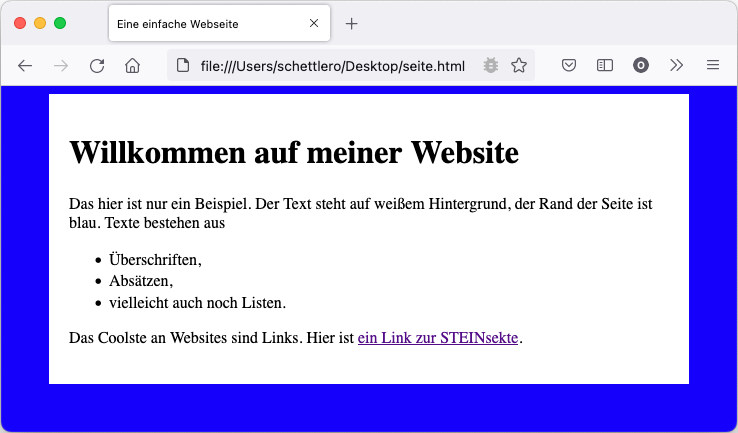 Eine einfache Webseite
file:///Users/schettlero/Desktop/seite.html
O
Willkommen auf meiner Website
Das hier ist nur ein Beispiel. Der Text steht auf weißem Hintergrund, der Rand der Seite ist
blau. Texte bestehen aus
• Überschriften,
• Absätzen,
• vielleicht auch noch Listen.
Das Coolste an Websites sind Links. Hier ist ein Link zur STEINsekte.